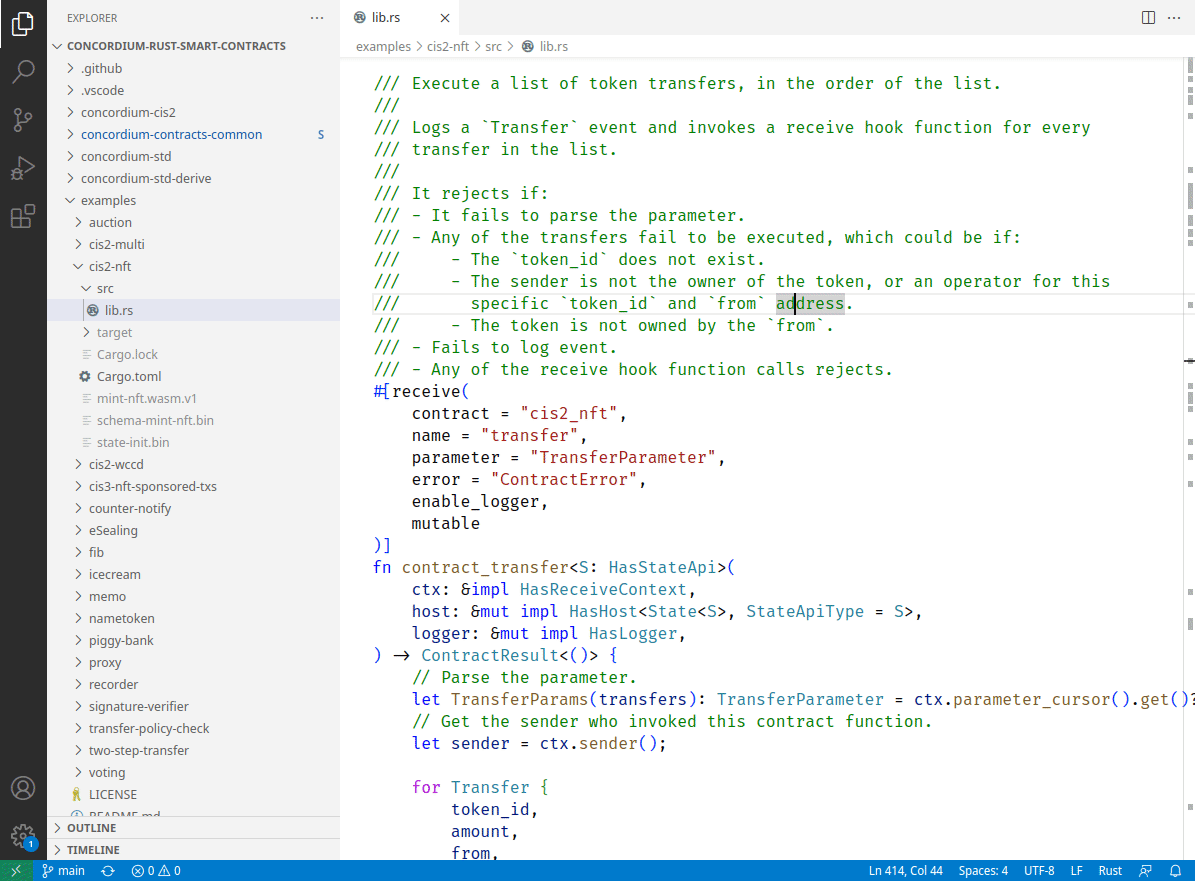 EXPLORER
CONCORDIUM-RUST-SMART-CONTRACTS
.github
.vscode
concordium-cis2
concordium-contracts-common S
concordium-std
concordium-std-derive
examples
auction
cis2-multi
cis2-nft
src
lib.rs
target
Cargo.lock
Cargo.toml
mint-nft.wasm.v1
schema-mint-nft.bin
state-init.bin
cis2-wccd
cis3-nft-sponsored-txs
counter-notify
eSealing
fib
icecream
memo
nametoken
piggy-bank
proxy
recorder
signature-verifier
transfer-policy-check
two-step-transfer
voting
LICENSE
README.md
OUTLINE
TIMELINE
lib.rs
examples > cis2-nft > src > lib.rs
/// Execute a list of token transfers, in the order of the list.
///
/// Logs a `Transfer` event and invokes a receive hook function for every
/// transfer in the list.
///
/// It rejects if:
/// - It fails to parse the parameter.
/// - Any of the transfers fail to be executed, which could be if:
///     - The `token_id` does not exist.
///     - The sender is not the owner of the token, or an operator for this
///       specific `token_id` and `from` address.
///     - The token is not owned by the `from`.
/// - Fails to log event.
/// - Any of the receive hook function calls rejects.
#[receive(
    contract = "cis2_nft",
    name = "transfer",
    parameter = "TransferParameter",
    error = "ContractError",
    enable_logger,
    mutable
)]
fn contract_transfer<S: HasStateApi>(
    ctx: &impl HasReceiveContext,
    host: &mut impl HasHost<State<S>, StateApiType = S>,
    logger: &mut impl HasLogger,
) -> ContractResult<()> {
    // Parse the parameter.
    let TransferParams(transfers): TransferParameter = ctx.parameter_cursor().get()?
    // Get the sender who invoked this contract function.
    let sender = ctx.sender();
    for Transfer {
        token_id,
        amount,
        from,
1
main
0 0
Ln 414, Col 44
Spaces: 4
UTF-8
LF
Rust